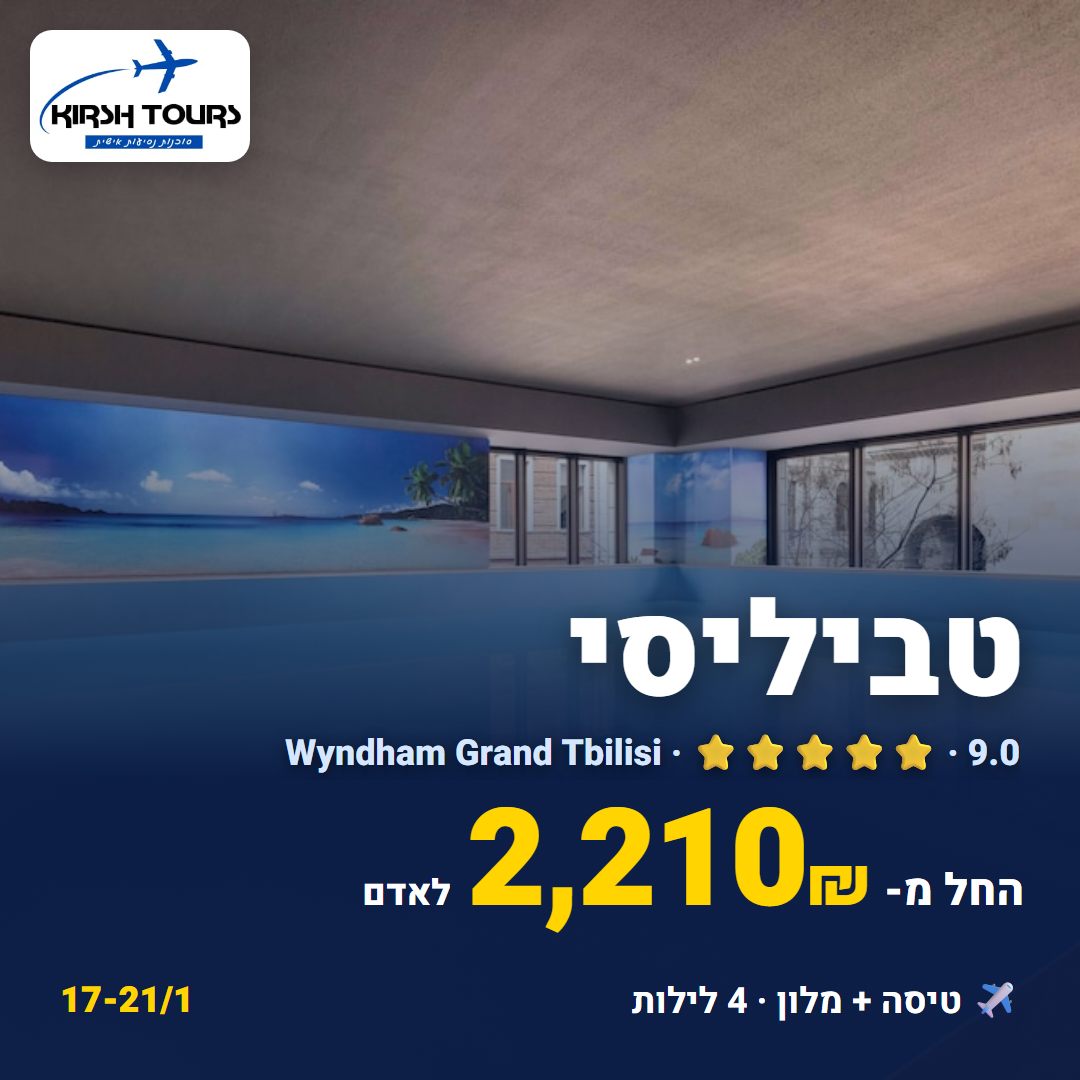 KIRSH TOURS
סוכנות נסיעות אישית
טביליסי
Wyndham Grand Tbilisi · ⭐⭐⭐⭐⭐ · 9.0
החל מ- ₪2,210 לאדם
✈️ טיסה + מלון · 4 לילות
17-21/1